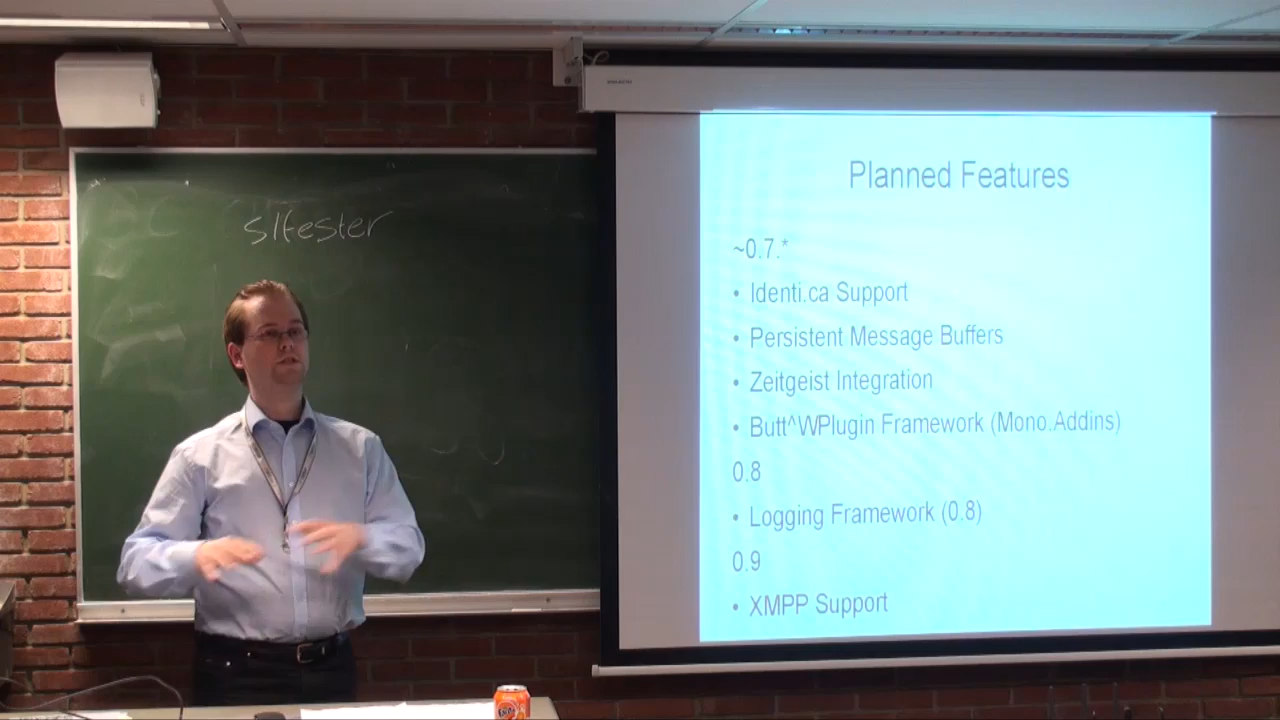 slfester
Planned Features
~0.7.*
• Identi.ca Support
• Persistent Message Buffers
• Zeitgeist Integration
• Butt^WPlugin Framework (Mono.Addins)
0.8
• Logging Framework (0.8)
0.9
• XMPP Support